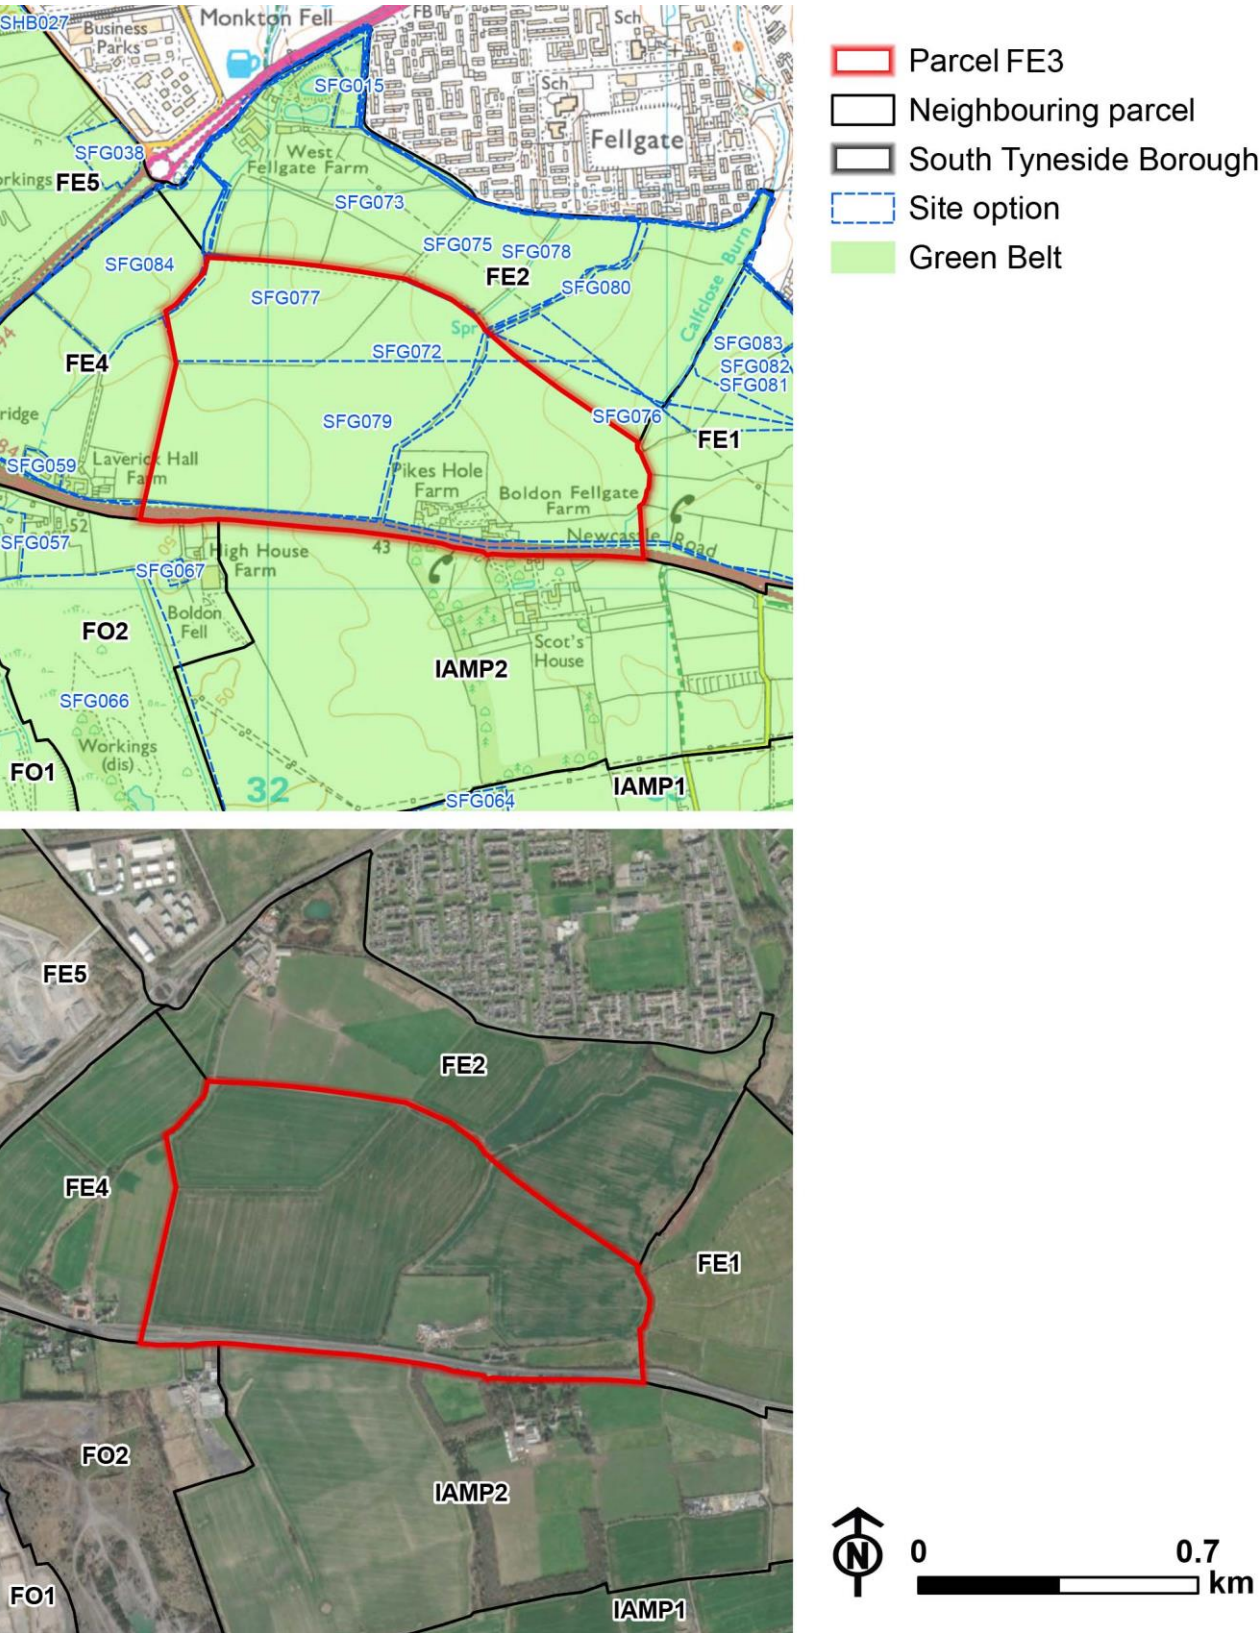 SHB027
Business
Parks
Monkton Fell
FB
Sch
Sch
SFG015
Fellgate
West
Fellgate Farm
SFG038
FE5
SFG073
SFG084
SFG075
SFG078
FE2
SFG080
SFG077
Spr
Calfclose Burn
SFG072
FE4
SFG083
SFG082
SFG081
SFG079
SFG076
FE1
SFG059
Laverick Hall
Farm
Pikes Hole
Farm
Boldon Fellgate
Farm
Newcastle Road
52
SFG057
50
High House
Farm
43
SFG067
Boldon
Fell
FO2
IAMP2
Scot's
House
SFG066
50
Workings
(dis)
FO1
32
SFG064
IAMP1
Parcel FE3
Neighbouring parcel
South Tyneside Borough
Site option
Green Belt
FE5
FE2
FE4
FE1
FO2
IAMP2
FO1
IAMP1
N
0
0.7
km